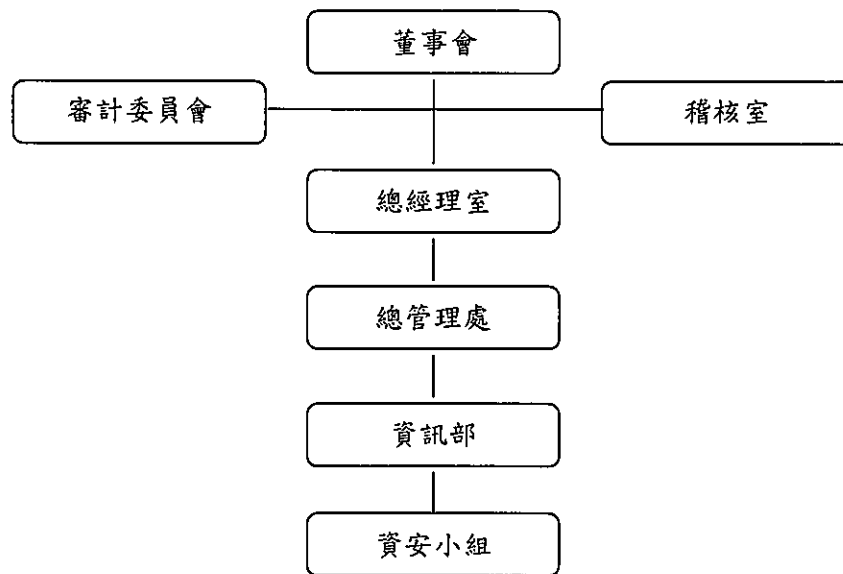 董事會
審計委員會
稽核室
總經理室
總管理處
資訊部
資安小組